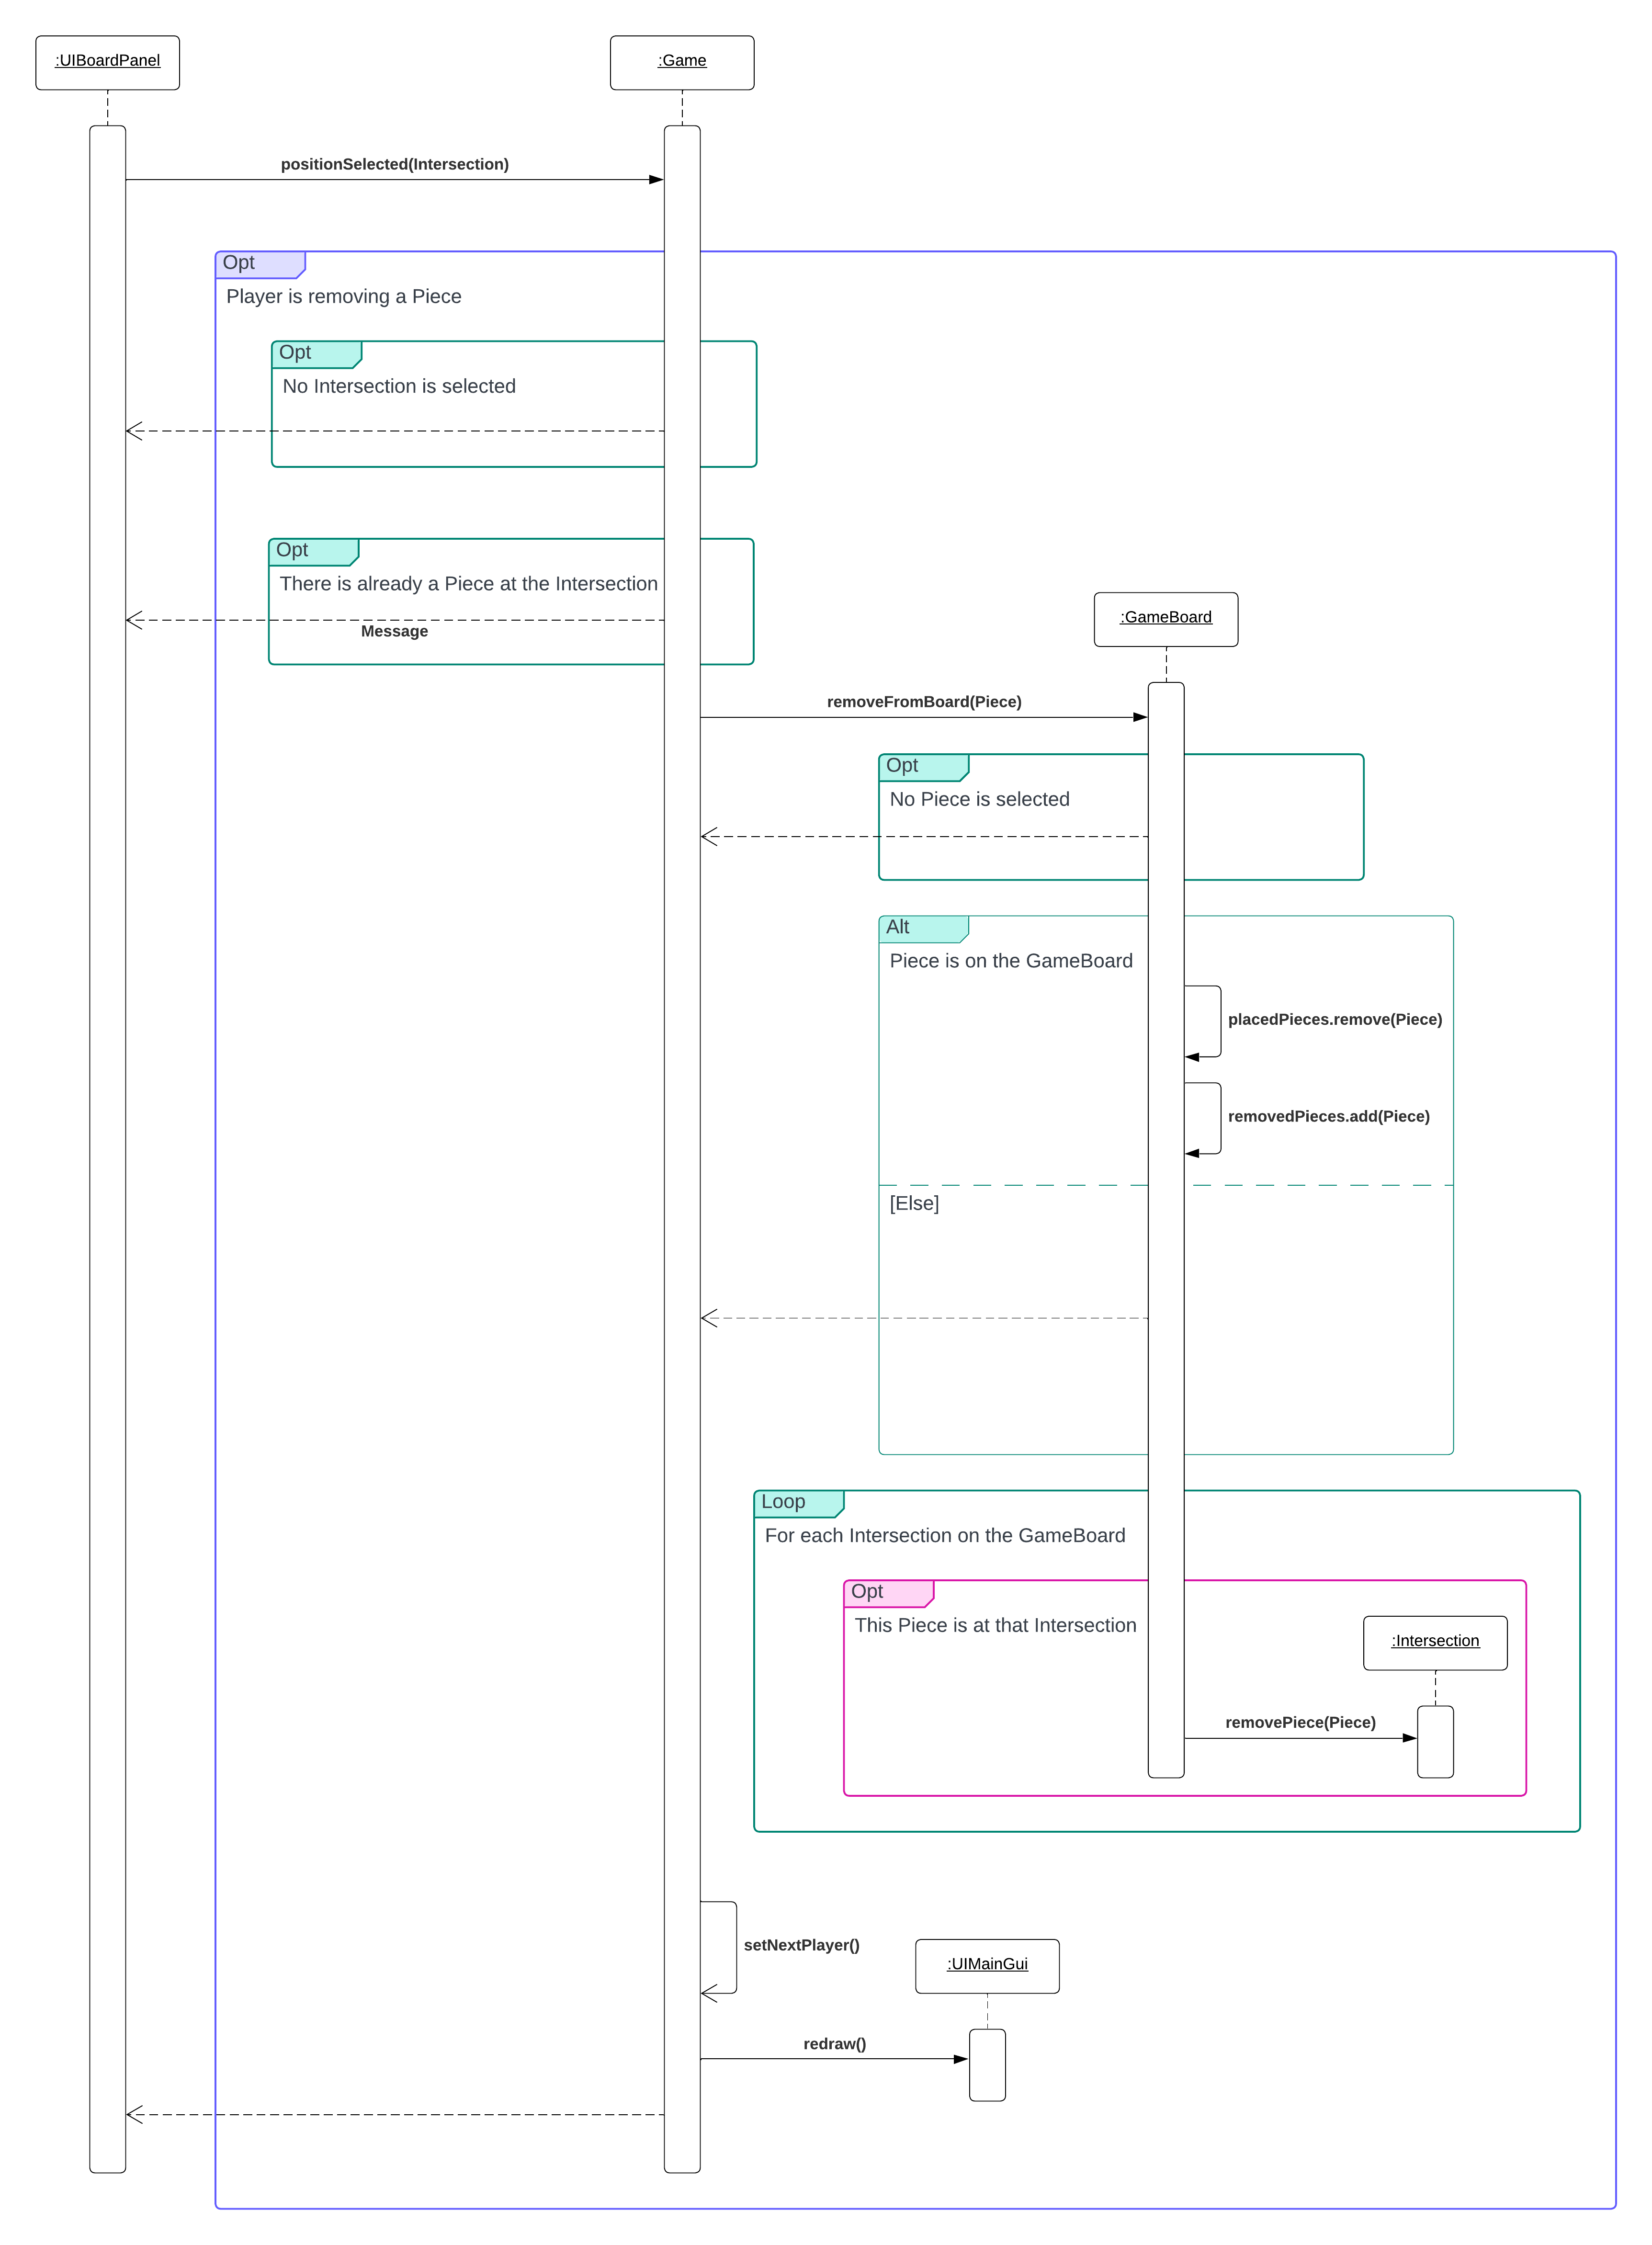 :UIBoardPanel
:Game
positionSelected(Intersection)
Opt
Player is removing a Piece
Opt
No Intersection is selected
Opt
There is already a Piece at the Intersection
Message
:GameBoard
removeFromBoard(Piece)
Opt
No Piece is selected
Alt
Piece is on the GameBoard
placedPieces.remove(Piece)
removedPieces.add(Piece)
[Else]
Loop
For each Intersection on the GameBoard
Opt
This Piece is at that Intersection
:Intersection
removePiece(Piece)
setNextPlayer()
:UIMainGui
redraw()